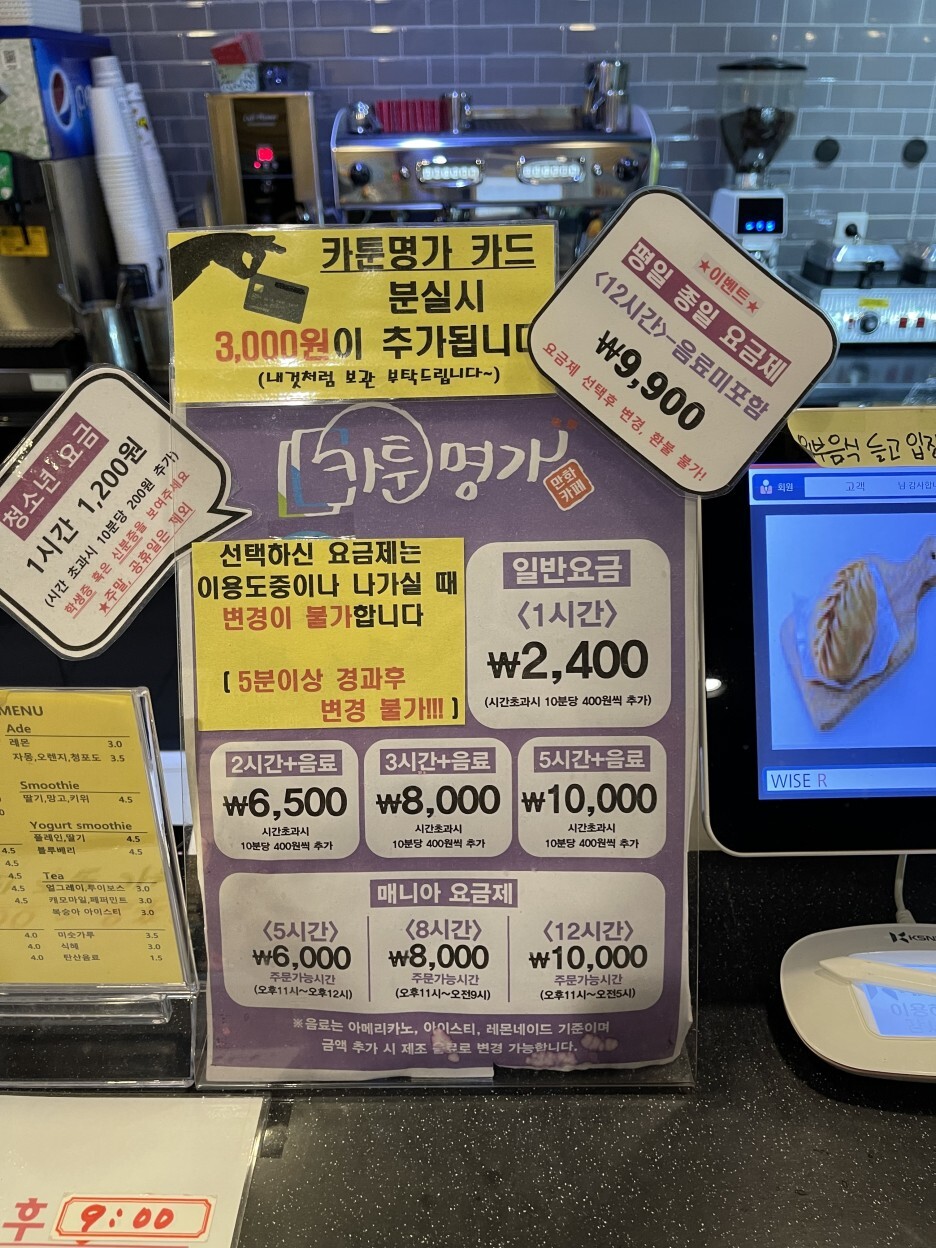 카툰명가 카드
분실시
3,000원이 추가됩니다
(내것처럼 보관 부탁드립니다~)
★이벤트★
평일 종일 요금제
<12시간>-음료미포함
₩9,900
요금제 선택후 변경, 환불 불가!
청소년 요금
1시간 1,200원
(시간 초과시 10분당 200원 추가)
학생증 혹은 신분증을 보여주세요
★주말, 공휴일은 제외
카툰명가
만화
카페
선택하신 요금제는
이용도중이나 나가실 때
변경이 불가합니다
[ 5분이상 경과후
변경 불가!!! ]
일반요금
<1시간>
₩2,400
(시간초과시 10분당 400원씩 추가)
2시간+음료
₩6,500
시간초과시
10분당 400원씩 추가
3시간+음료
₩8,000
시간초과시
10분당 400원씩 추가
5시간+음료
₩10,000
시간초과시
10분당 400원씩 추가
매니아 요금제
<5시간>
₩6,000
주문가능시간
(오후11시~오후12시)
<8시간>
₩8,000
주문가능시간
(오후11시~오전9시)
<12시간>
₩10,000
주문가능시간
(오후11시~오전5시)
※음료는 아메리카노, 아이스티, 레몬네이드 기준이며
금액 추가 시 제조 음료로 변경 가능합니다.
MENU
Ade
레몬 3.0
자몽,오렌지,청포도 3.5
Smoothie
딸기,망고,키위 4.5
Yogurt smoothie
플레인,딸기 4.5
4.5 블루베리 4.5
4.5
Tea
4.5 얼그레이,루이보스 3.0
4.5 캐모마일,페퍼민트 3.0
복숭아 아이스티 3.0
4.0 미숫가루 3.5
4.0 식혜 3.0
4.0 탄산음료 1.5
후 9:00
회원
고객
WISE R
KSN